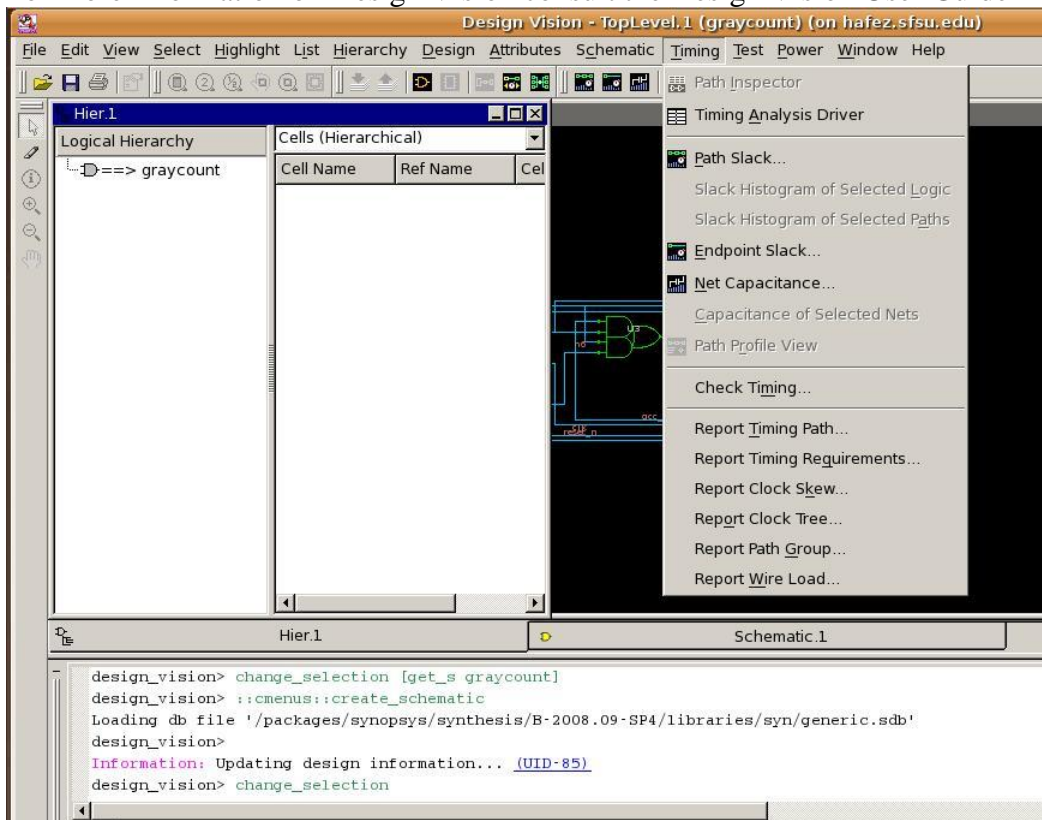 Design Vision - TopLevel.1 (graycount) (on hafez.sfsu.edu)
File Edit View Select Highlight List Hierarchy Design Attributes Schematic Timing Test Power Window Help
Hier.1
Logical Hierarchy
==> graycount
Cells (Hierarchical)
Cell Name Ref Name Cel
Path Inspector
Timing Analysis Driver
Path Slack...
Slack Histogram of Selected Logic
Slack Histogram of Selected Paths
Endpoint Slack...
Net Capacitance...
Capacitance of Selected Nets
Path Profile View
Check Timing...
Report Timing Path...
Report Timing Requirements...
Report Clock Skew...
Report Clock Tree...
Report Path Group...
Report Wire Load...
U3
reset_n
Hier.1
Schematic.1
design_vision> change_selection [get_s graycount]
design_vision> ::cmenus::create_schematic
Loading db file '/packages/synopsys/synthesis/B-2008.09-SP4/libraries/syn/generic.sdb'
design_vision>
Information: Updating design information... (UID-85)
design_vision> change_selection